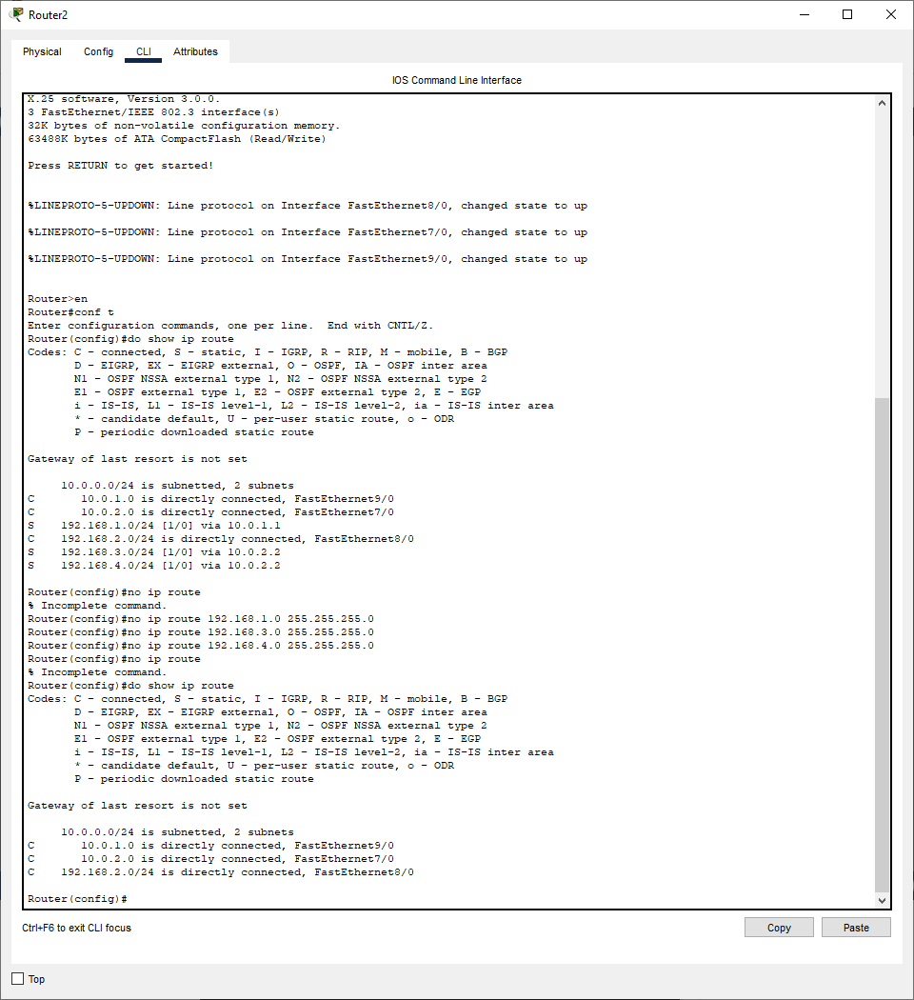 Router2
Physical Config CLI Attributes
IOS Command Line Interface
X.25 software, Version 3.0.0.
3 FastEthernet/IEEE 802.3 interface(s)
32K bytes of non-volatile configuration memory.
63488K bytes of ATA CompactFlash (Read/Write)
Press RETURN to get started!
%LINEPROTO-5-UPDOWN: Line protocol on Interface FastEthernet8/0, changed state to up
%LINEPROTO-5-UPDOWN: Line protocol on Interface FastEthernet7/0, changed state to up
%LINEPROTO-5-UPDOWN: Line protocol on Interface FastEthernet9/0, changed state to up
Router>en
Router#conf t
Enter configuration commands, one per line.  End with CNTL/Z.
Router(config)#do show ip route
Codes: C - connected, S - static, I - IGRP, R - RIP, M - mobile, B - BGP
       D - EIGRP, EX - EIGRP external, O - OSPF, IA - OSPF inter area
       N1 - OSPF NSSA external type 1, N2 - OSPF NSSA external type 2
       E1 - OSPF external type 1, E2 - OSPF external type 2, E - EGP
       i - IS-IS, L1 - IS-IS level-1, L2 - IS-IS level-2, ia - IS-IS inter area
       * - candidate default, U - per-user static route, o - ODR
       P - periodic downloaded static route
Gateway of last resort is not set
     10.0.0.0/24 is subnetted, 2 subnets
C       10.0.1.0 is directly connected, FastEthernet9/0
C       10.0.2.0 is directly connected, FastEthernet7/0
S    192.168.1.0/24 [1/0] via 10.0.1.1
C    192.168.2.0/24 is directly connected, FastEthernet8/0
S    192.168.3.0/24 [1/0] via 10.0.2.2
S    192.168.4.0/24 [1/0] via 10.0.2.2
Router(config)#no ip route
% Incomplete command.
Router(config)#no ip route 192.168.1.0 255.255.255.0
Router(config)#no ip route 192.168.3.0 255.255.255.0
Router(config)#no ip route 192.168.4.0 255.255.255.0
Router(config)#no ip route
% Incomplete command.
Router(config)#do show ip route
Codes: C - connected, S - static, I - IGRP, R - RIP, M - mobile, B - BGP
       D - EIGRP, EX - EIGRP external, O - OSPF, IA - OSPF inter area
       N1 - OSPF NSSA external type 1, N2 - OSPF NSSA external type 2
       E1 - OSPF external type 1, E2 - OSPF external type 2, E - EGP
       i - IS-IS, L1 - IS-IS level-1, L2 - IS-IS level-2, ia - IS-IS inter area
       * - candidate default, U - per-user static route, o - ODR
       P - periodic downloaded static route
Gateway of last resort is not set
     10.0.0.0/24 is subnetted, 2 subnets
C       10.0.1.0 is directly connected, FastEthernet9/0
C       10.0.2.0 is directly connected, FastEthernet7/0
C    192.168.2.0/24 is directly connected, FastEthernet8/0
Router(config)#
Ctrl+F6 to exit CLI focus
Copy Paste
Top